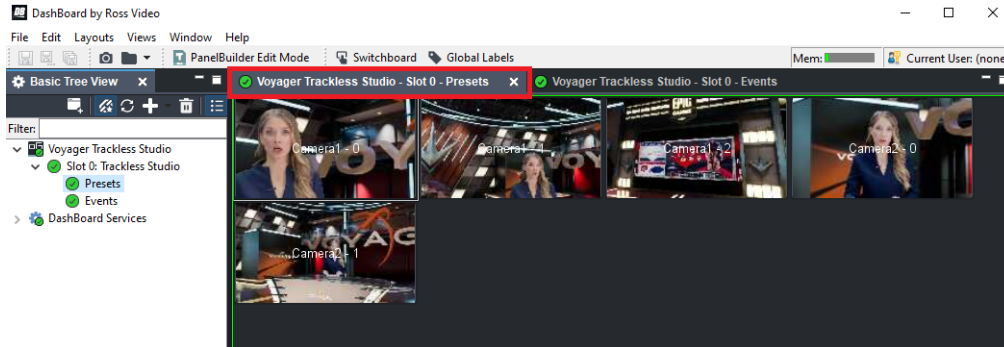 DB DashBoard by Ross Video
File Edit Layouts Views Window Help
PanelBuilder Edit Mode Switchboard Global Labels Mem: Current User: (none
Basic Tree View
Voyager Trackless Studio - Slot 0 - Presets
Voyager Trackless Studio - Slot 0 - Events
Filter:
Voyager Trackless Studio
Slot 0: Trackless Studio
Presets
Events
DashBoard Services
Camera1 - 0
Camera1 - 1
Camera1 - 2
Camera2 - 0
Camera2 - 1
EPIC
VOYAG